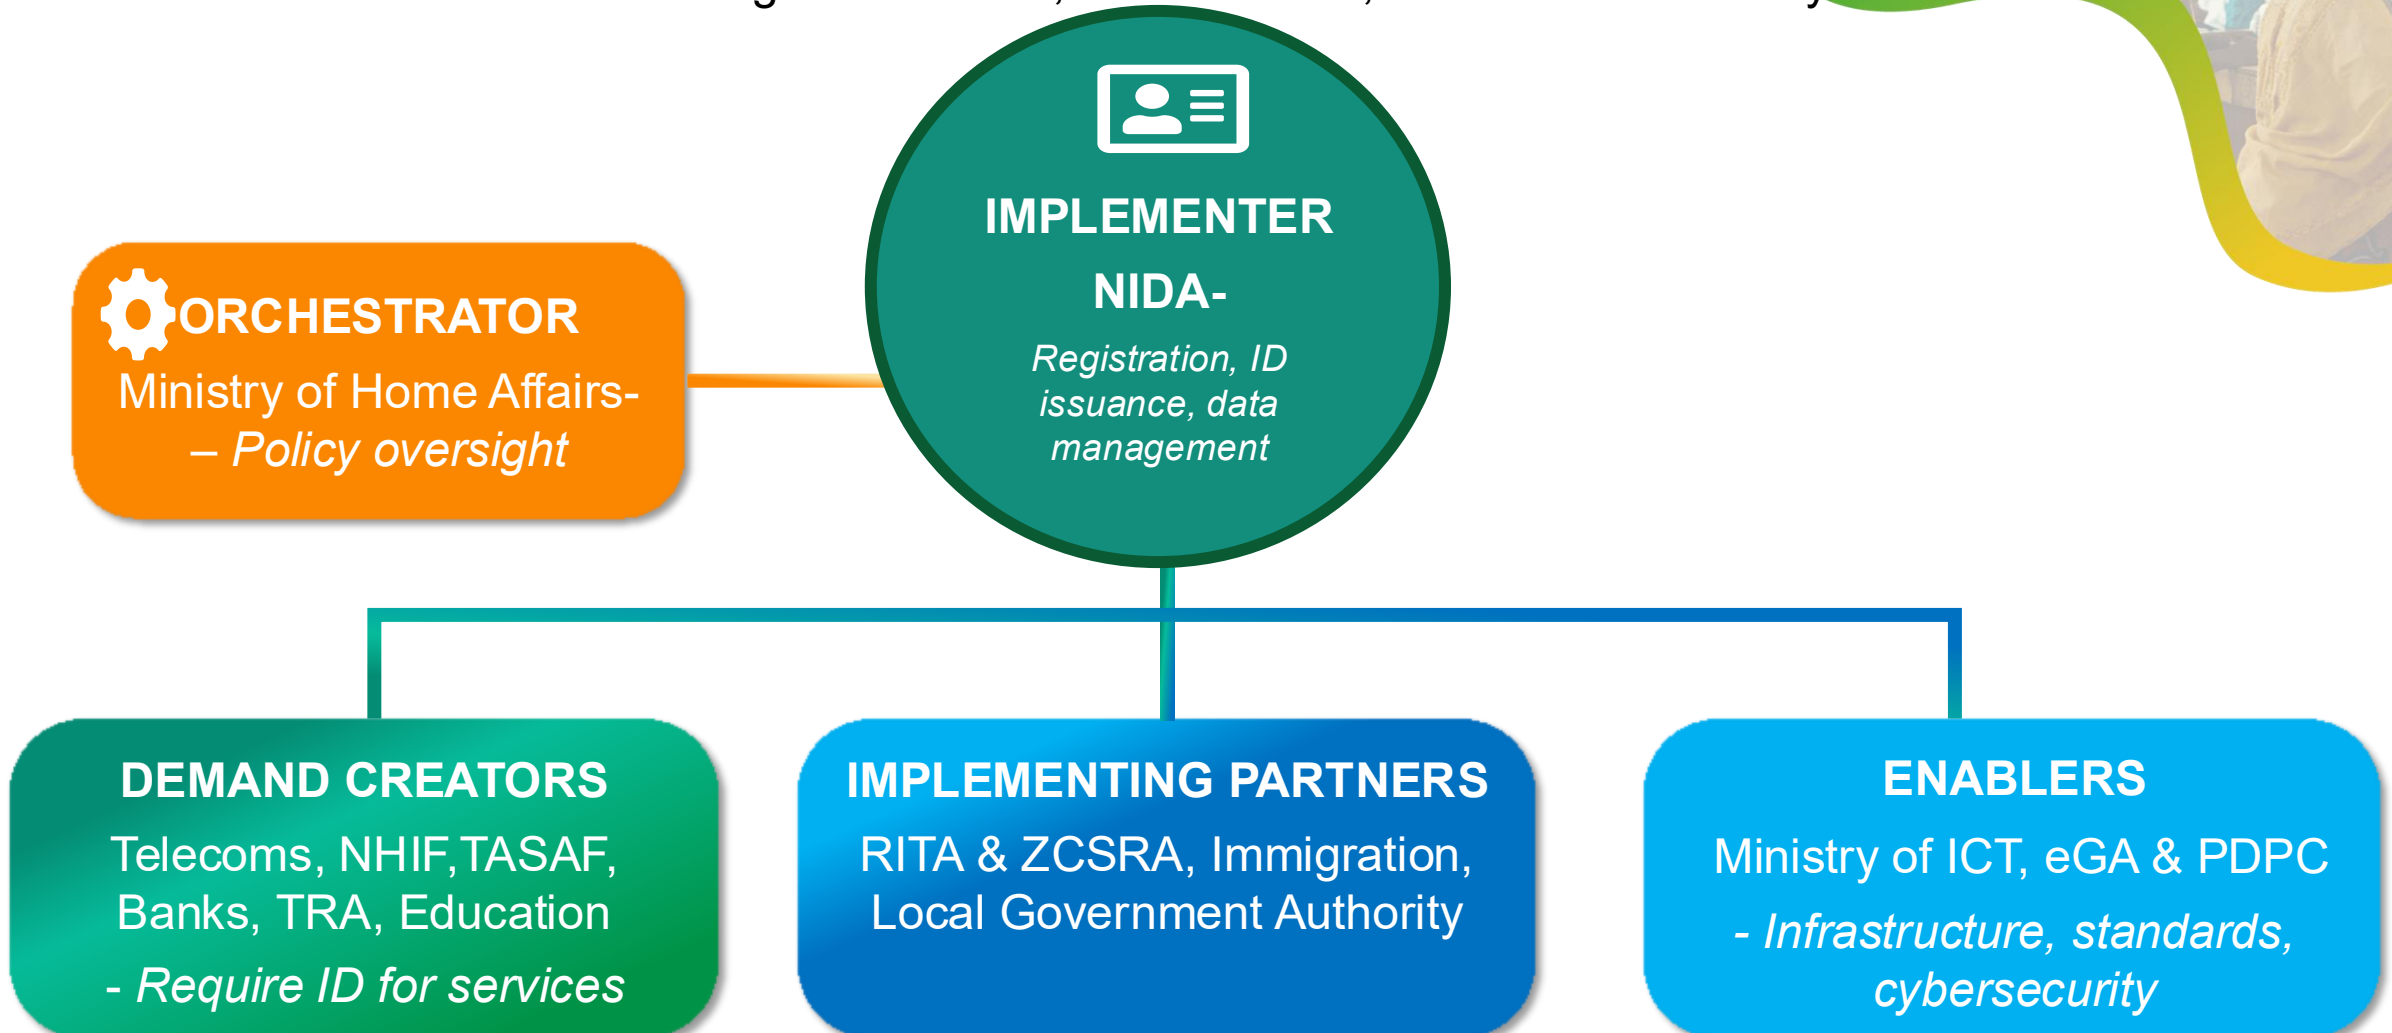 IMPLEMENTER
NIDA-
Registration, ID
issuance, data
management
ORCHESTRATOR
Ministry of Home Affairs-
– Policy oversight
DEMAND CREATORS
Telecoms, NHIF,TASAF,
Banks, TRA, Education
- Require ID for services
IMPLEMENTING PARTNERS
RITA & ZCSRA, Immigration,
Local Government Authority
ENABLERS
Ministry of ICT, eGA & PDPC
- Infrastructure, standards,
cybersecurity